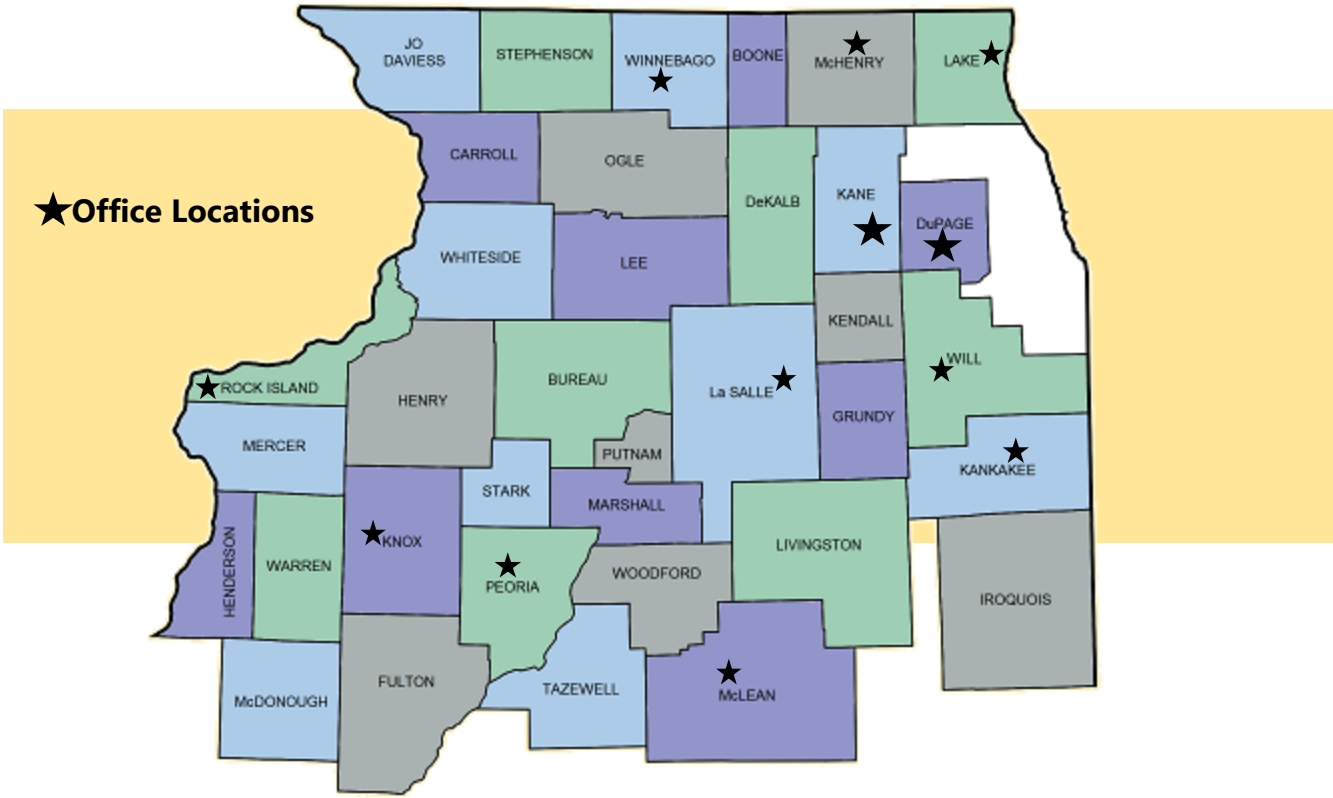 JO
DAVIESS
STEPHENSON
WINNEBAGO
BOONE
McHENRY
LAKE
CARROLL
OGLE
DeKALB
KANE
DuPAGE
Office Locations
WHITESIDE
LEE
KENDALL
WILL
ROCK ISLAND
HENRY
BUREAU
La SALLE
GRUNDY
MERCER
PUTNAM
KANKAKEE
STARK
MARSHALL
HENDERSON
WARREN
KNOX
PEORIA
WOODFORD
LIVINGSTON
IROQUOIS
McDONOUGH
FULTON
TAZEWELL
McLEAN